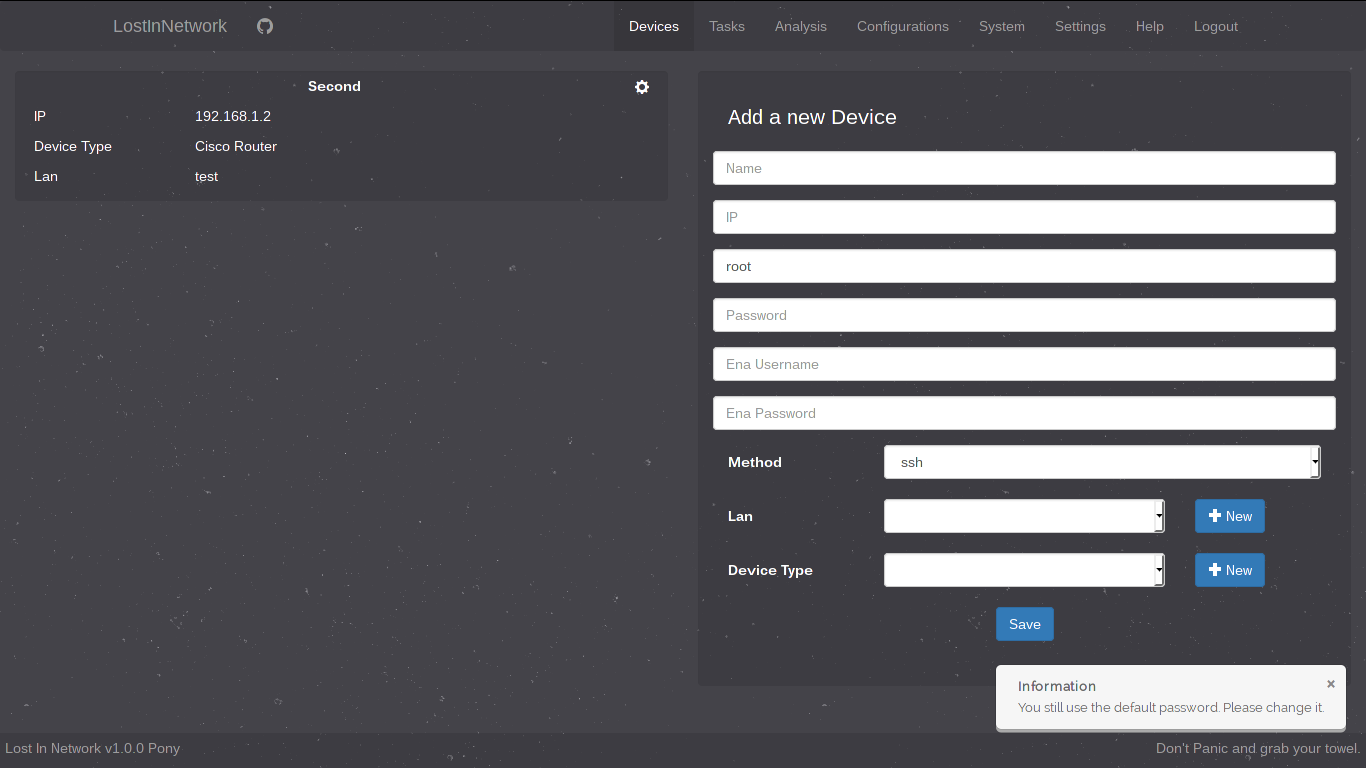 LostInNetwork Devices Tasks Analysis Configurations System Settings Help Logout
Second
IP 192.168.1.2
Device Type Cisco Router
Lan test
Add a new Device
Name
IP
root
Password
Ena Username
Ena Password
Method ssh
Lan New
Device Type New
Save
Information ×
You still use the default password. Please change it.
Lost In Network v1.0.0 Pony Don't Panic and grab your towel.